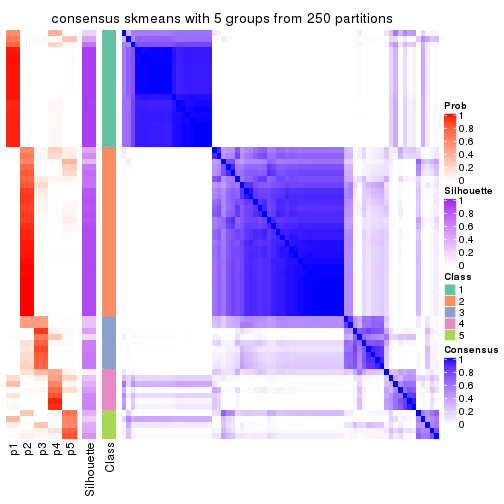 consensus skmeans with 5 groups from 250 partitions
Prob
1
0.8
0.6
0.4
0.2
0
Silhouette
1
0.8
0.6
0.4
0.2
0
Class
1
2
3
4
5
Consensus
1
0.8
0.6
0.4
0.2
0
p1
p2
p3
p4
p5
Silhouette
Class